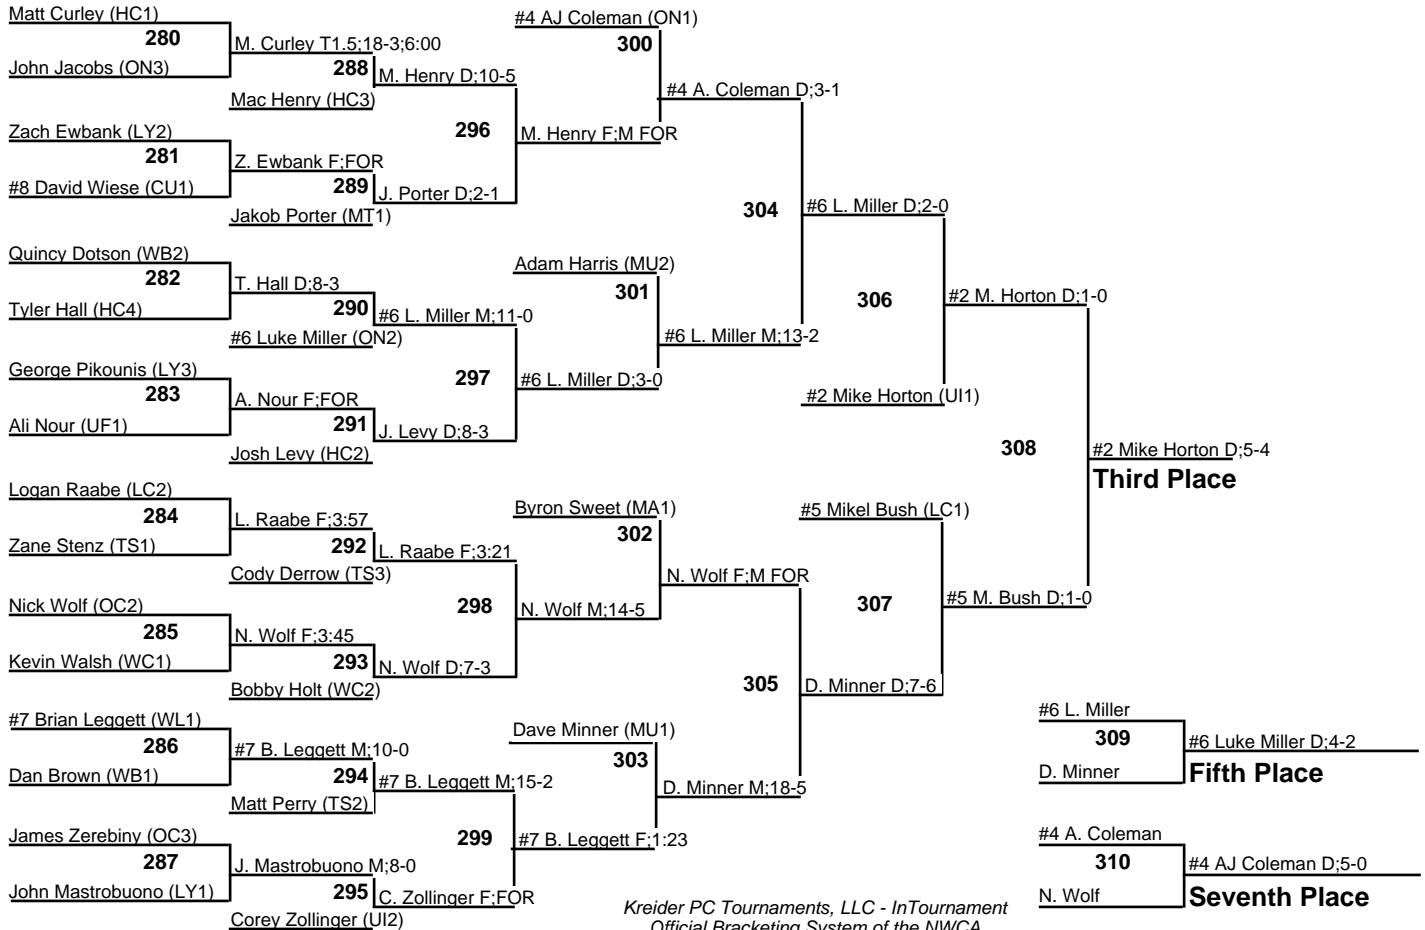 Matt Curley (HC1)
280
John Jacobs (ON3)
M. Curley T1.5;18-3;6:00
288
Mac Henry (HC3)
M. Henry D;10-5
Zach Ewbank (LY2)
281
#8 David Wiese (CU1)
Z. Ewbank F;FOR
289
Jakob Porter (MT1)
J. Porter D;2-1
296
M. Henry F;M FOR
#4 AJ Coleman (ON1)
300
#4 A. Coleman D;3-1
Quincy Dotson (WB2)
282
Tyler Hall (HC4)
T. Hall D;8-3
290
#6 Luke Miller (ON2)
#6 L. Miller M;11-0
George Pikounis (LY3)
283
Ali Nour (UF1)
A. Nour F;FOR
291
Josh Levy (HC2)
J. Levy D;8-3
297
#6 L. Miller D;3-0
Adam Harris (MU2)
301
#6 L. Miller M;13-2
304
#6 L. Miller D;2-0
306
#2 Mike Horton (UI1)
#2 M. Horton D;1-0
Logan Raabe (LC2)
284
Zane Stenz (TS1)
L. Raabe F;3:57
292
Cody Derrow (TS3)
L. Raabe F;3:21
Nick Wolf (OC2)
285
Kevin Walsh (WC1)
N. Wolf F;3:45
293
Bobby Holt (WC2)
N. Wolf D;7-3
298
N. Wolf M;14-5
Byron Sweet (MA1)
302
N. Wolf F;M FOR
#7 Brian Leggett (WL1)
286
Dan Brown (WB1)
#7 B. Leggett M;10-0
294
Matt Perry (TS2)
#7 B. Leggett M;15-2
James Zerebiny (OC3)
287
John Mastrobuono (LY1)
J. Mastrobuono M;8-0
295
Corey Zollinger (UI2)
C. Zollinger F;FOR
299
#7 B. Leggett F;1:23
Dave Minner (MU1)
303
D. Minner M;18-5
305
D. Minner D;7-6
#5 Mikel Bush (LC1)
307
#5 M. Bush D;1-0
308
#2 Mike Horton D;5-4
Third Place
#6 L. Miller
309
D. Minner
#6 Luke Miller D;4-2
Fifth Place
#4 A. Coleman
310
N. Wolf
#4 AJ Coleman D;5-0
Seventh Place
Kreider PC Tournaments, LLC - InTournament
Official Bracketing System of the NWCA